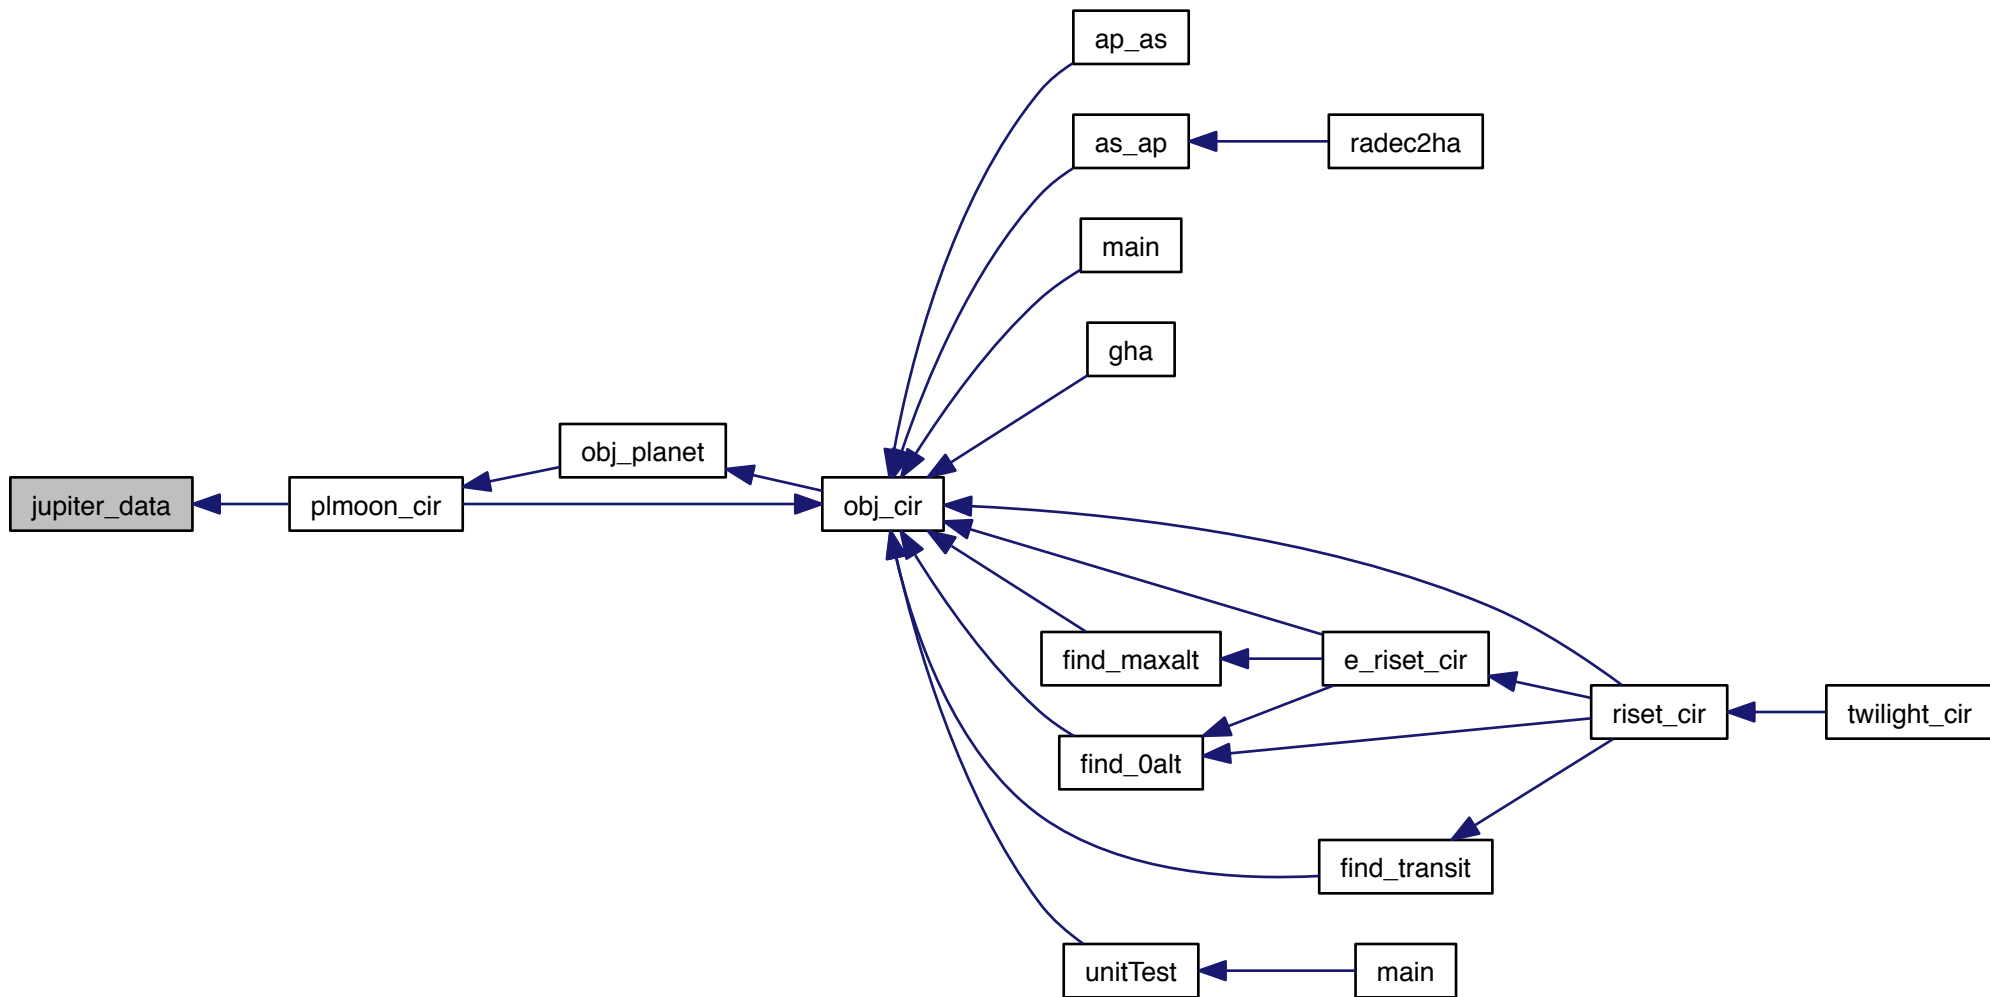 ap_as
as_ap
radec2ha
main
gha
obj_planet
jupiter_data
plmoon_cir
obj_cir
find_maxalt
e_riset_cir
riset_cir
twilight_cir
find_0alt
find_transit
unitTest
main